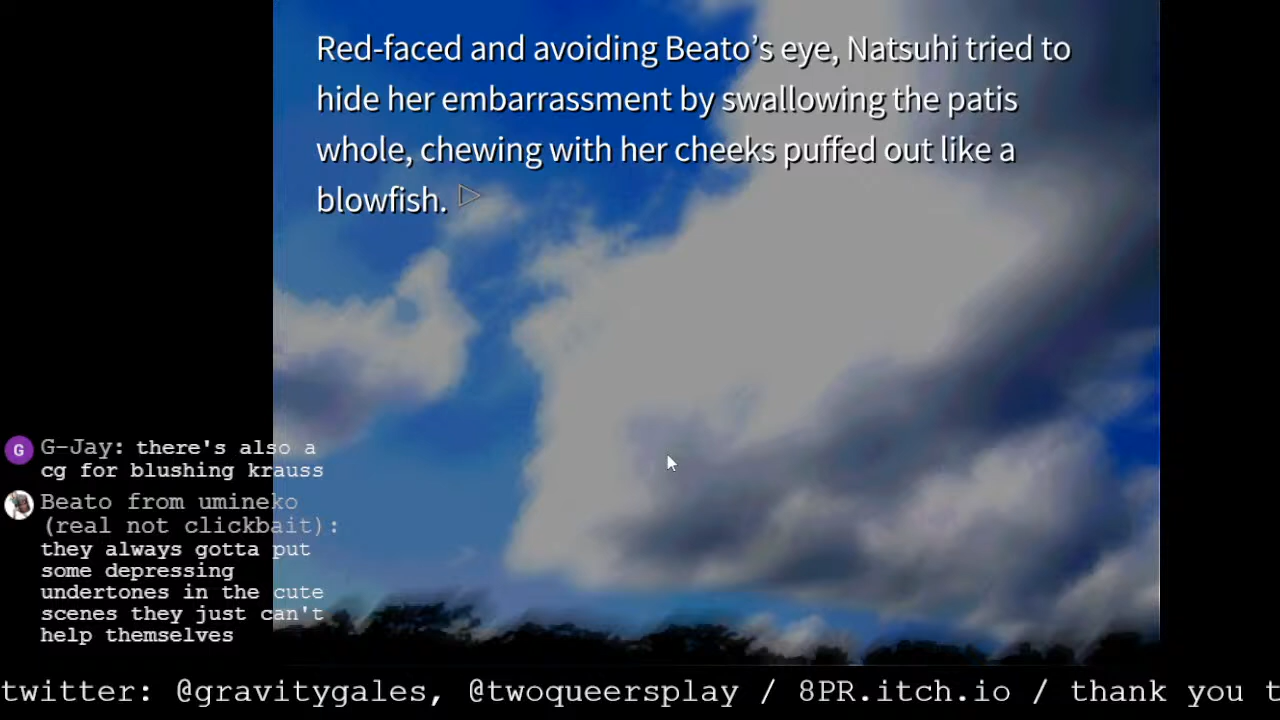 Red-faced and avoiding Beato’s eye, Natsuhi tried to
hide her embarrassment by swallowing the patis
whole, chewing with her cheeks puffed out like a
blowfish.
G
G-Jay: there's also a
cg for blushing krauss
Beato from umineko
(real not clickbait):
they always gotta put
some depressing
undertones in the cute
scenes they just can't
help themselves
twitter: @gravitygales, @twoqueersplay / 8PR.itch.io / thank you t